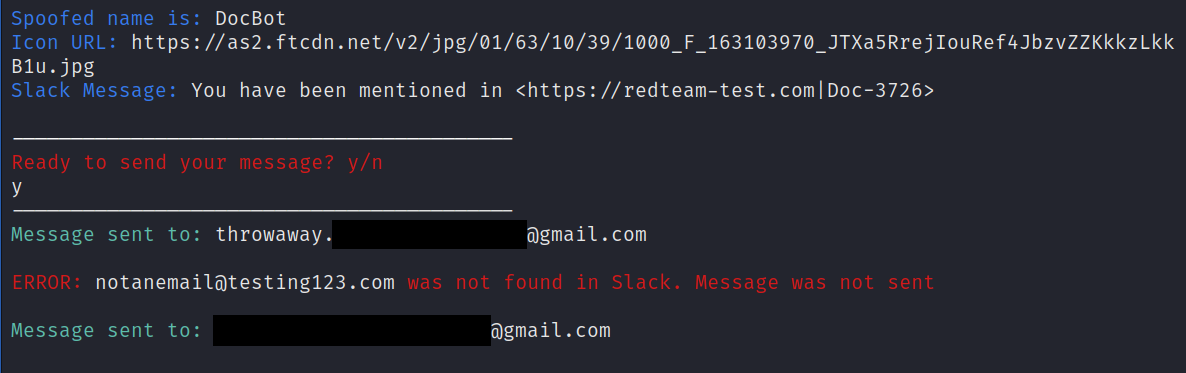 Spoofed name is: DocBot
Icon URL: https://as2.ftcdn.net/v2/jpg/01/63/10/39/1000_F_163103970_JTXa5RrejIouRef4JbzvZZKkkzLkk
B1u.jpg
Slack Message: You have been mentioned in <https://redteam-test.com|Doc-3726>
Ready to send your message? y/n
y
Message sent to: throwaway.@gmail.com
ERROR: notanemail@testing123.com was not found in Slack. Message was not sent
Message sent to: @gmail.com